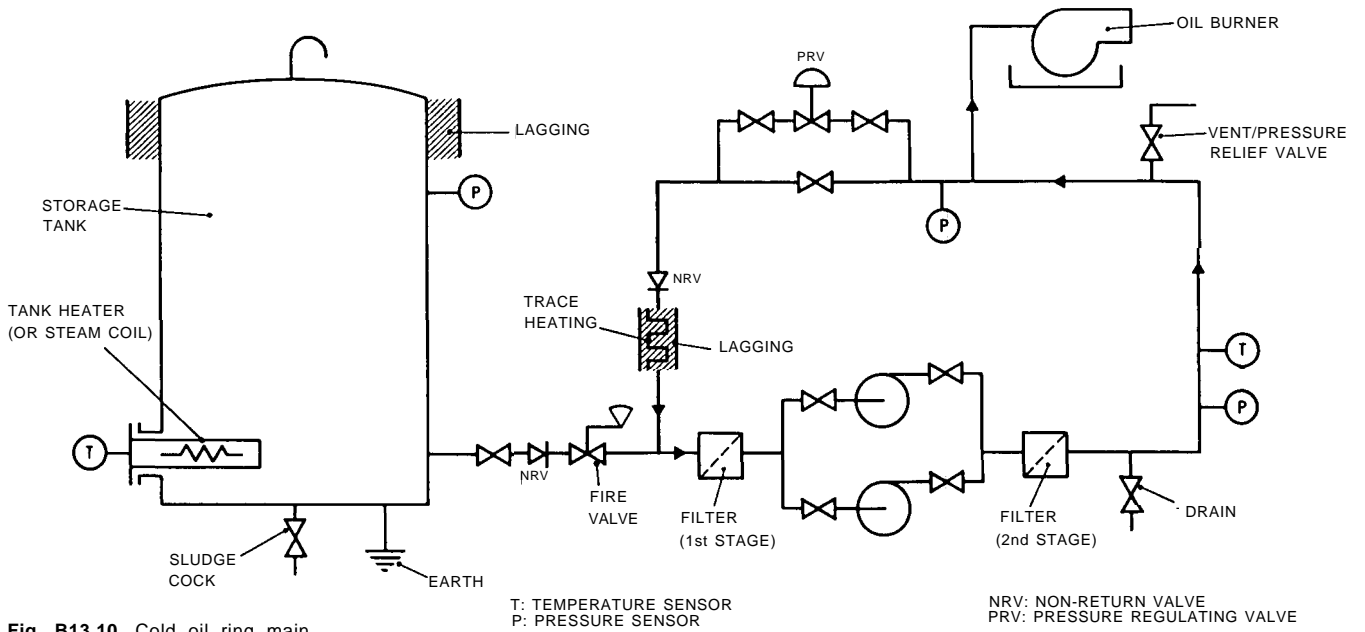 OIL BURNER
PRV
LAGGING
VENT/PRESSURE
RELIEF VALVE
P
STORAGE
TANK
P
NRV
TANK HEATER
(OR STEAM COIL)
TRACE
HEATING
LAGGING
T
P
T
NRV
FIRE
VALVE
FILTER
(1st STAGE)
FILTER
(2nd STAGE)
DRAIN
SLUDGE
COCK
EARTH
T: TEMPERATURE SENSOR
P: PRESSURE SENSOR
NRV: NON-RETURN VALVE
PRV: PRESSURE REGULATING VALVE
Fig. B13.10 Cold oil ring main